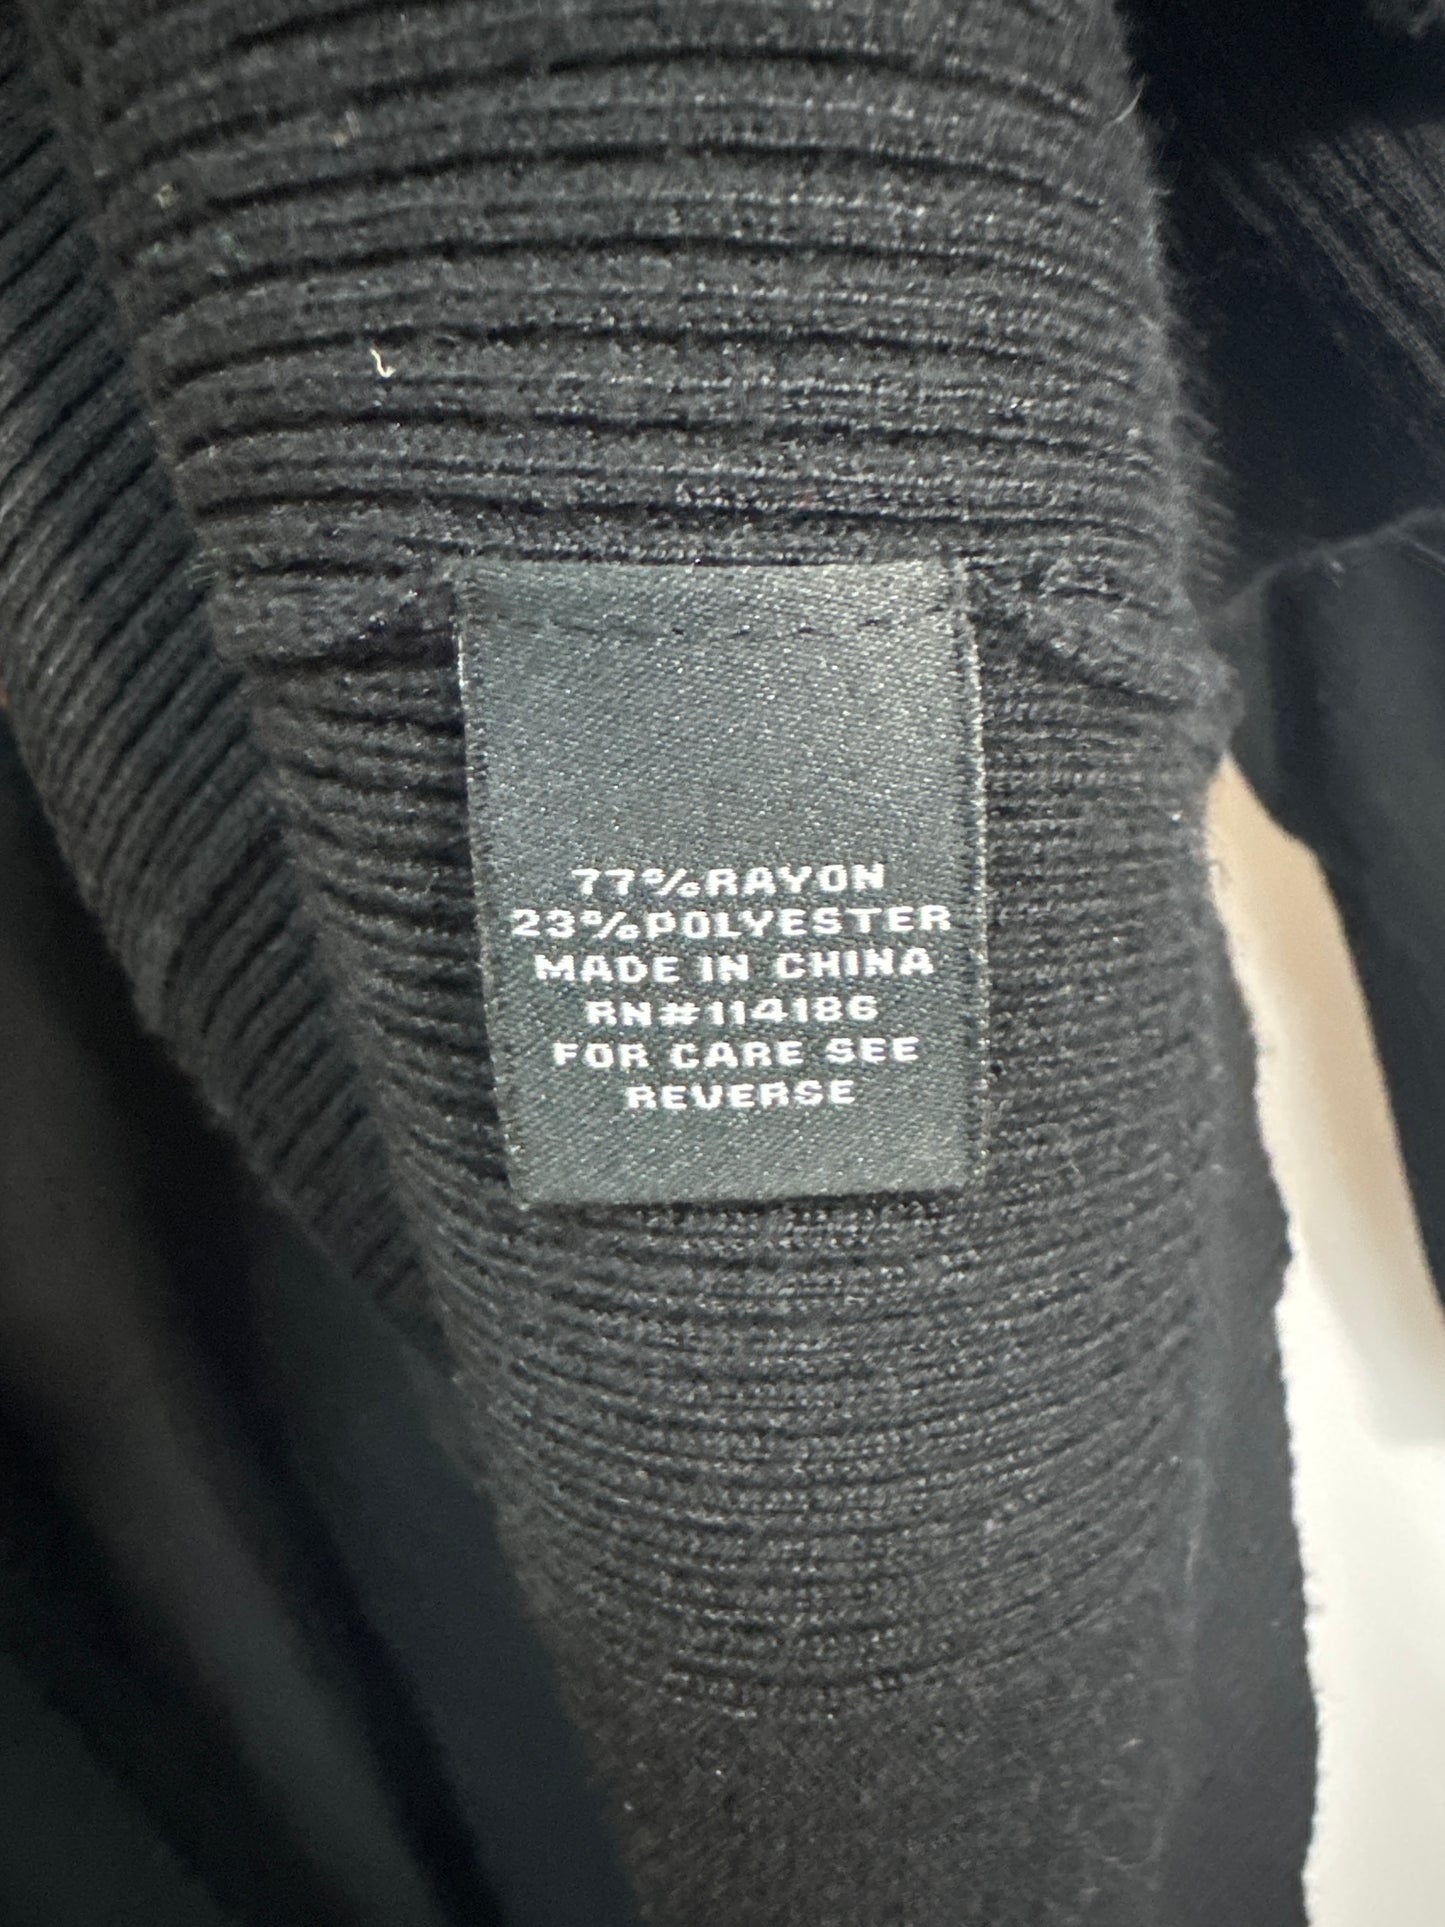 77%RAYON
23%POLYESTER
MADE IN CHINA
RN#114186
FOR CARE SEE
REVERSE